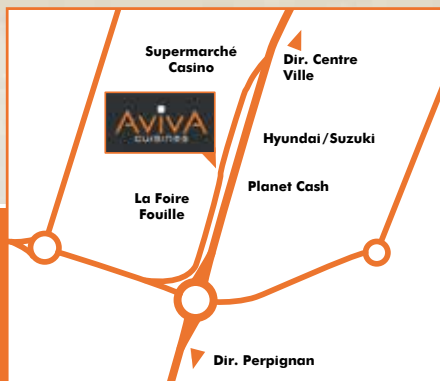 Supermarché
Casino
Dir. Centre
Ville
AVIVA
CUISINES
Hyundai/Suzuki
Planet Cash
La Foire
Fouille
Dir. Perpignan